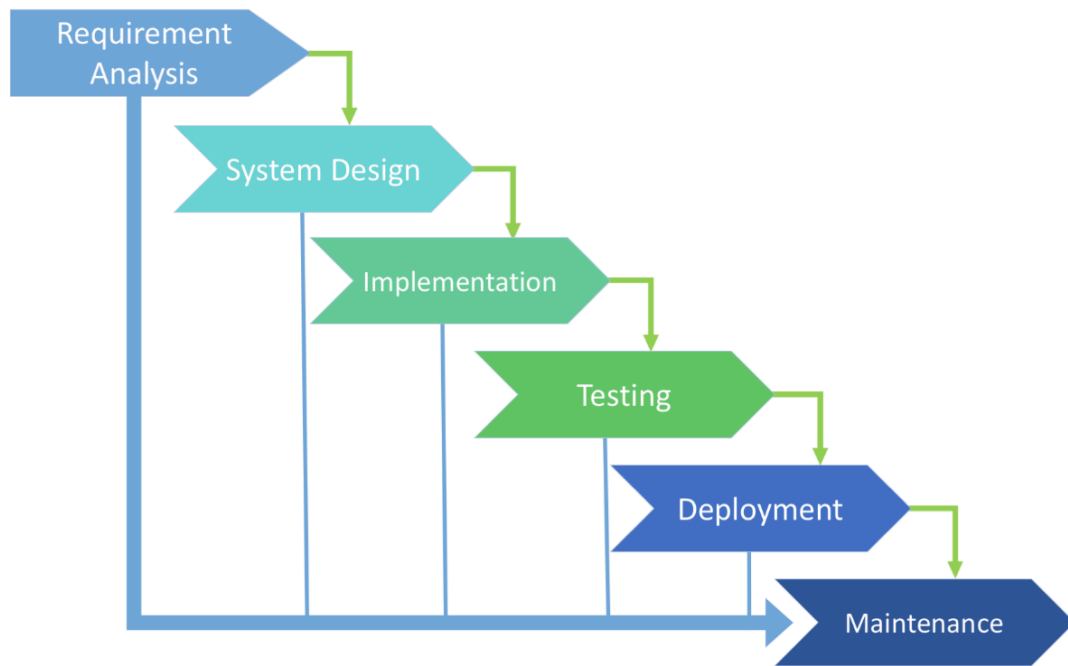 Requirement
Analysis
System Design
Implementation
Testing
Deployment
Maintenance